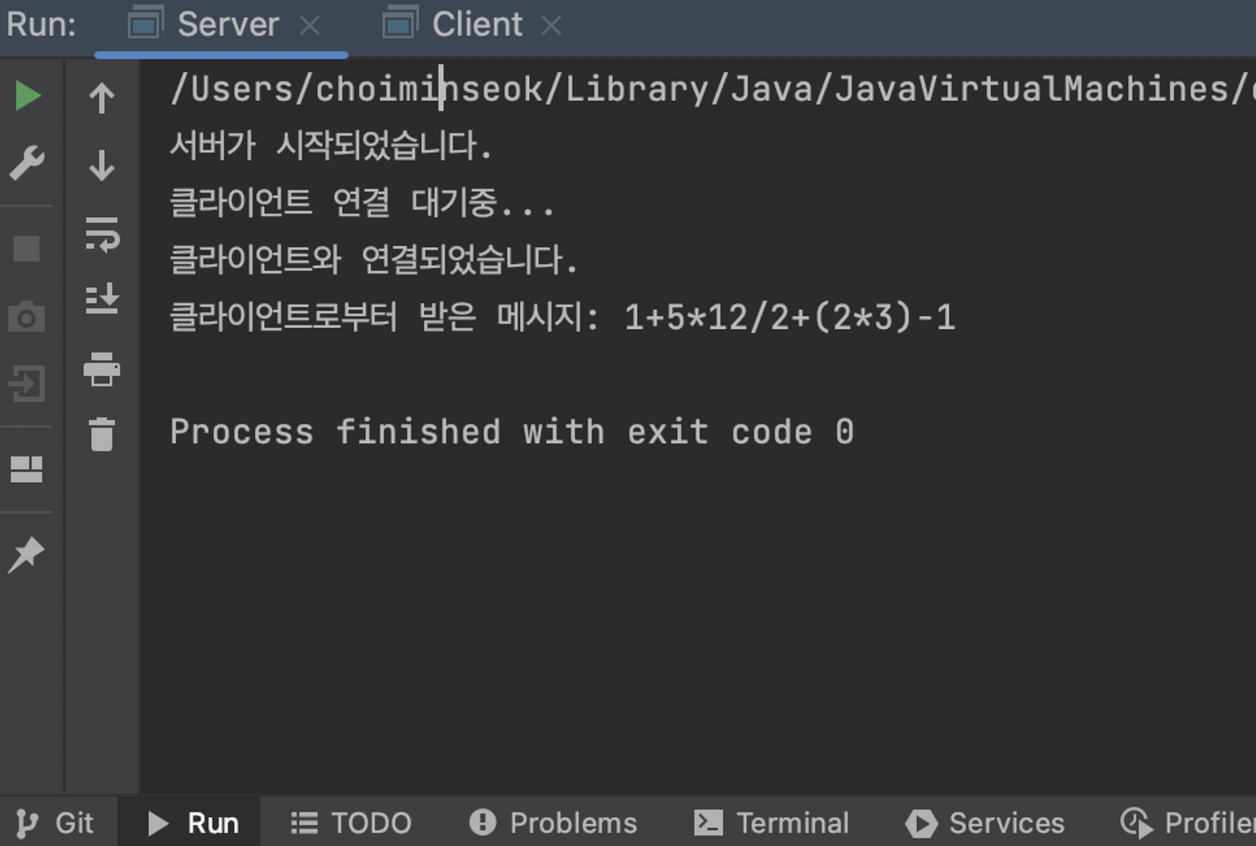 Run: Server Client
/Users/choiminseok/Library/Java/JavaVirtualMachines/
서버가 시작되었습니다.
클라이언트 연결 대기중...
클라이언트와 연결되었습니다.
클라이언트로부터 받은 메시지: 1+5*12/2+(2*3)-1
Process finished with exit code 0
Git Run TODO Problems Terminal Services Profiler